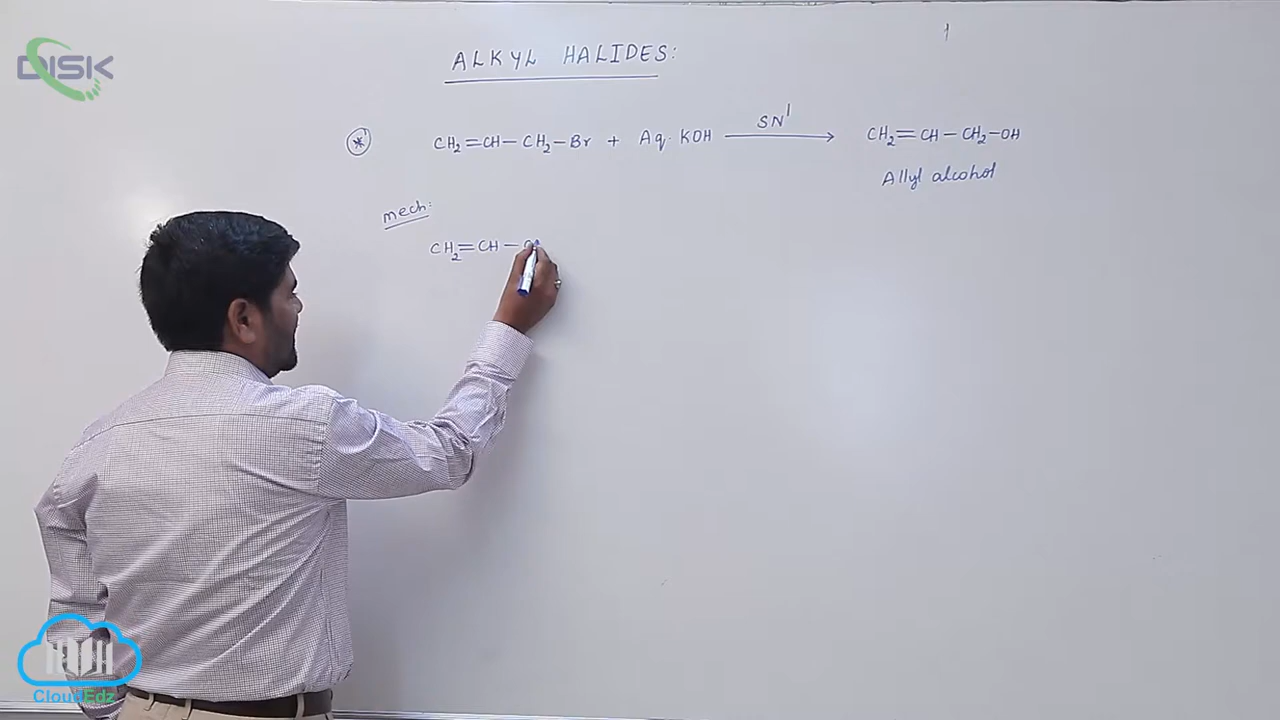 DISK
ALKYL HALIDES:
* CH₂=CH–CH₂–Br + Aq. KOH SN¹ CH₂=CH–CH₂–OH
Allyl alcohol
mech:
CH₂=CH–
CloudEdz